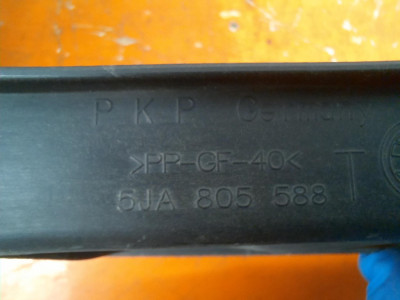 PKP Germany
>PP-GF-40<
5JA 805 588 T